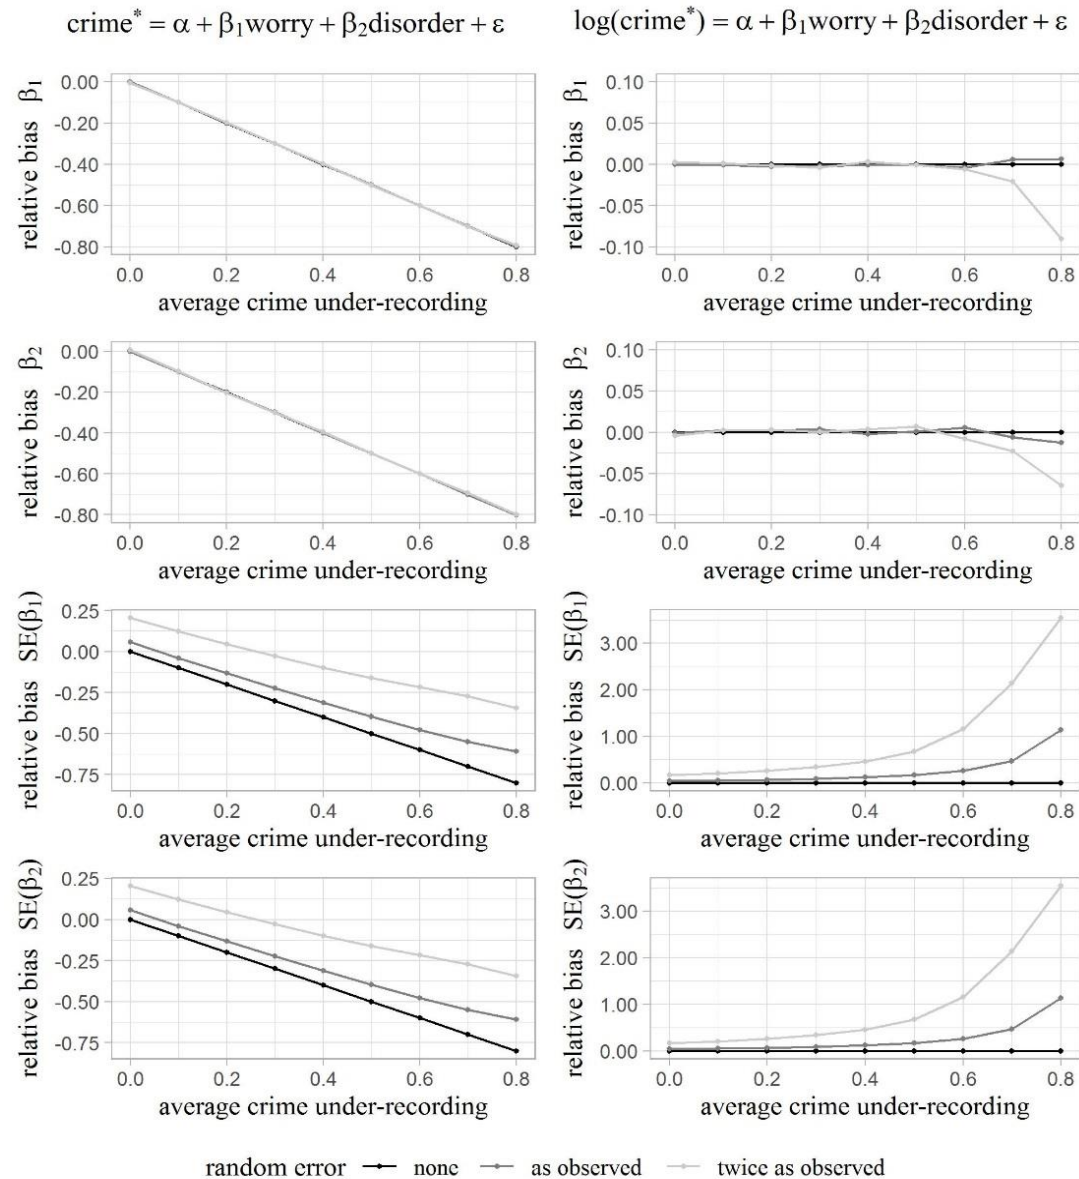 crime* = α + β₁worry + β₂disorder + ε
log(crime*) = α + β₁worry + β₂disorder + ε
relative bias β₁
0.00
-0.20
-0.40
-0.60
-0.80
0.0 0.2 0.4 0.6 0.8
average crime under-recording
relative bias β₁
0.10
0.05
0.00
-0.05
-0.10
0.0 0.2 0.4 0.6 0.8
average crime under-recording
relative bias β₂
0.00
-0.20
-0.40
-0.60
-0.80
0.0 0.2 0.4 0.6 0.8
average crime under-recording
relative bias β₂
0.10
0.05
0.00
-0.05
-0.10
0.0 0.2 0.4 0.6 0.8
average crime under-recording
relative bias SE(β₁)
0.25
0.00
-0.25
-0.50
-0.75
0.0 0.2 0.4 0.6 0.8
average crime under-recording
relative bias SE(β₁)
3.00
2.00
1.00
0.00
0.0 0.2 0.4 0.6 0.8
average crime under-recording
relative bias SE(β₂)
0.25
0.00
-0.25
-0.50
-0.75
0.0 0.2 0.4 0.6 0.8
average crime under-recording
relative bias SE(β₂)
3.00
2.00
1.00
0.00
0.0 0.2 0.4 0.6 0.8
average crime under-recording
random error none as observed twice as observed